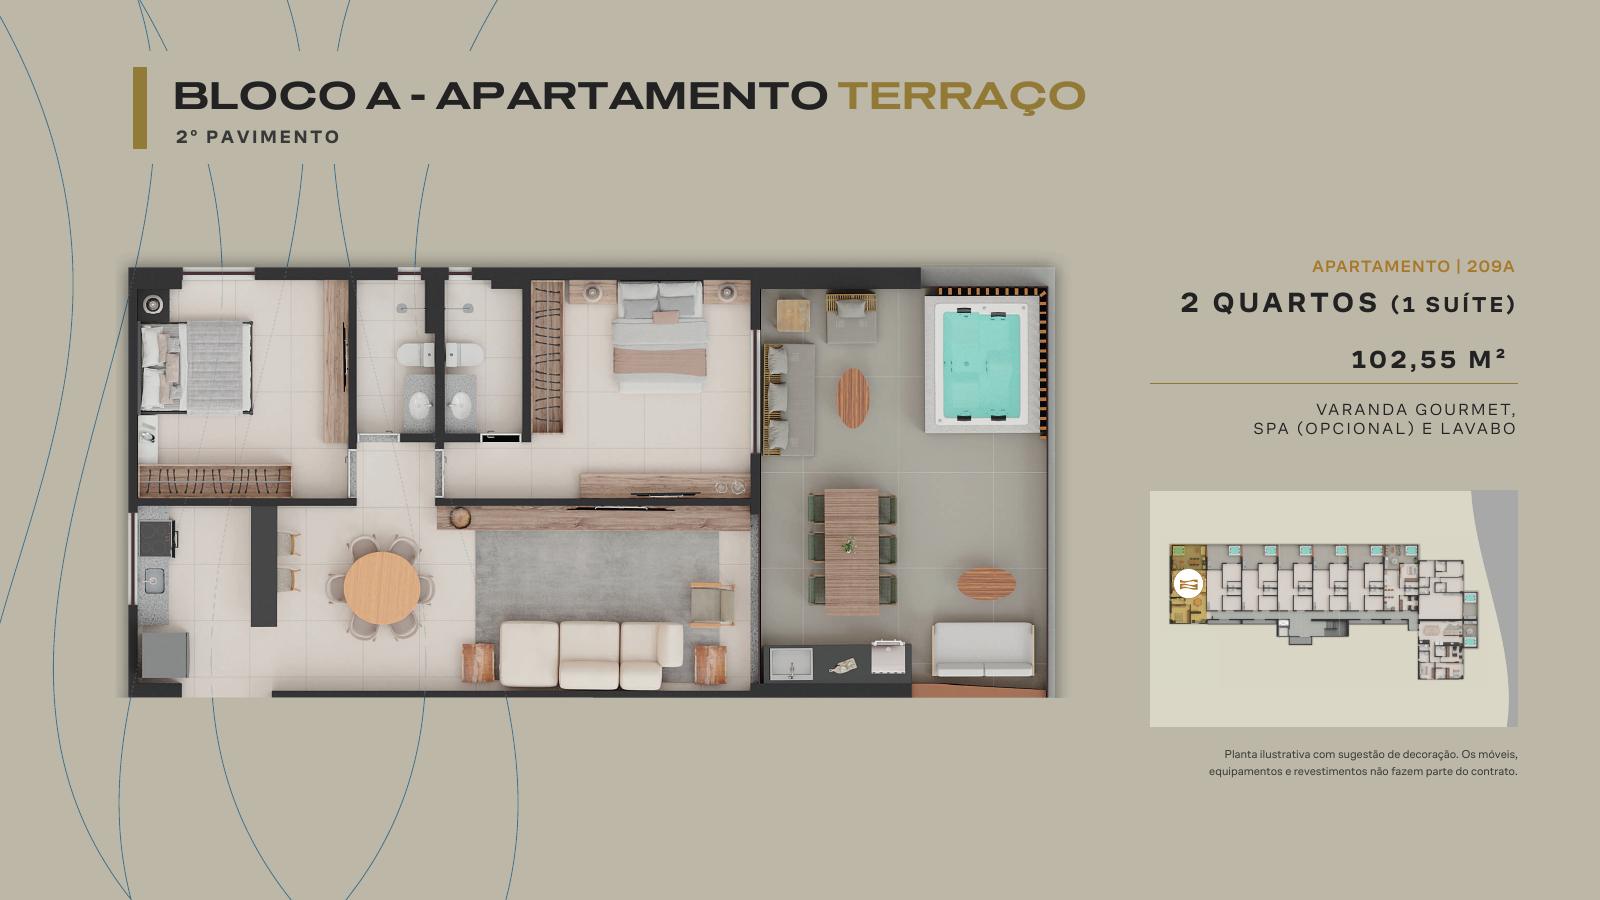 BLOCO A - APARTAMENTO TERRAÇO
2º PAVIMENTO
APARTAMENTO | 209A
2 QUARTOS (1 SUÍTE)
102,55 M²
VARANDA GOURMET,
SPA (OPCIONAL) E LAVABO
Planta ilustrativa com sugestão de decoração. Os móveis,
equipamentos e revestimentos não fazem parte do contrato.